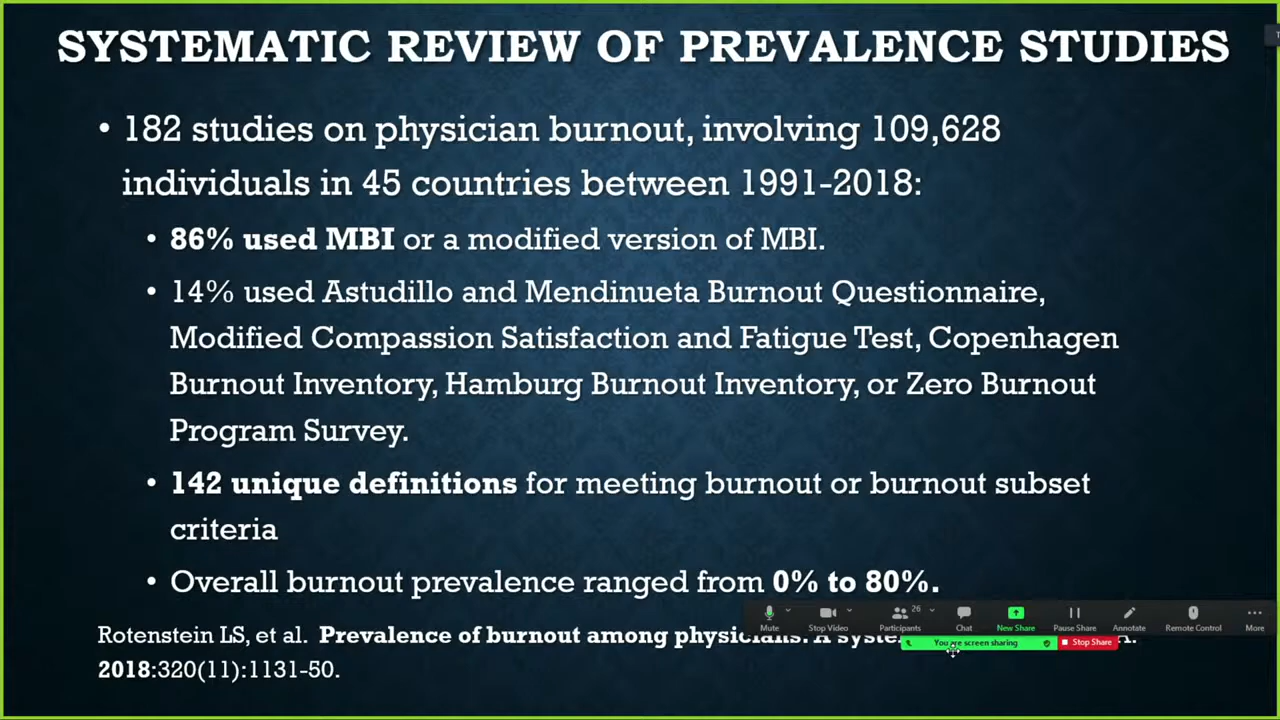 SYSTEMATIC REVIEW OF PREVALENCE STUDIES
• 182 studies on physician burnout, involving 109,628
individuals in 45 countries between 1991-2018:
• 86% used MBI or a modified version of MBI.
• 14% used Astudillo and Mendinueta Burnout Questionnaire,
Modified Compassion Satisfaction and Fatigue Test, Copenhagen
Burnout Inventory, Hamburg Burnout Inventory, or Zero Burnout
Program Survey.
• 142 unique definitions for meeting burnout or burnout subset
criteria
• Overall burnout prevalence ranged from 0% to 80%.
26
Mute Stop Video Participants Chat New Share Pause Share Annotate Remote Control More
Rotenstein LS, et al. Prevalence of burnout among physicians. A
You are screen sharing Stop Share
2018:320(11):1131-50.